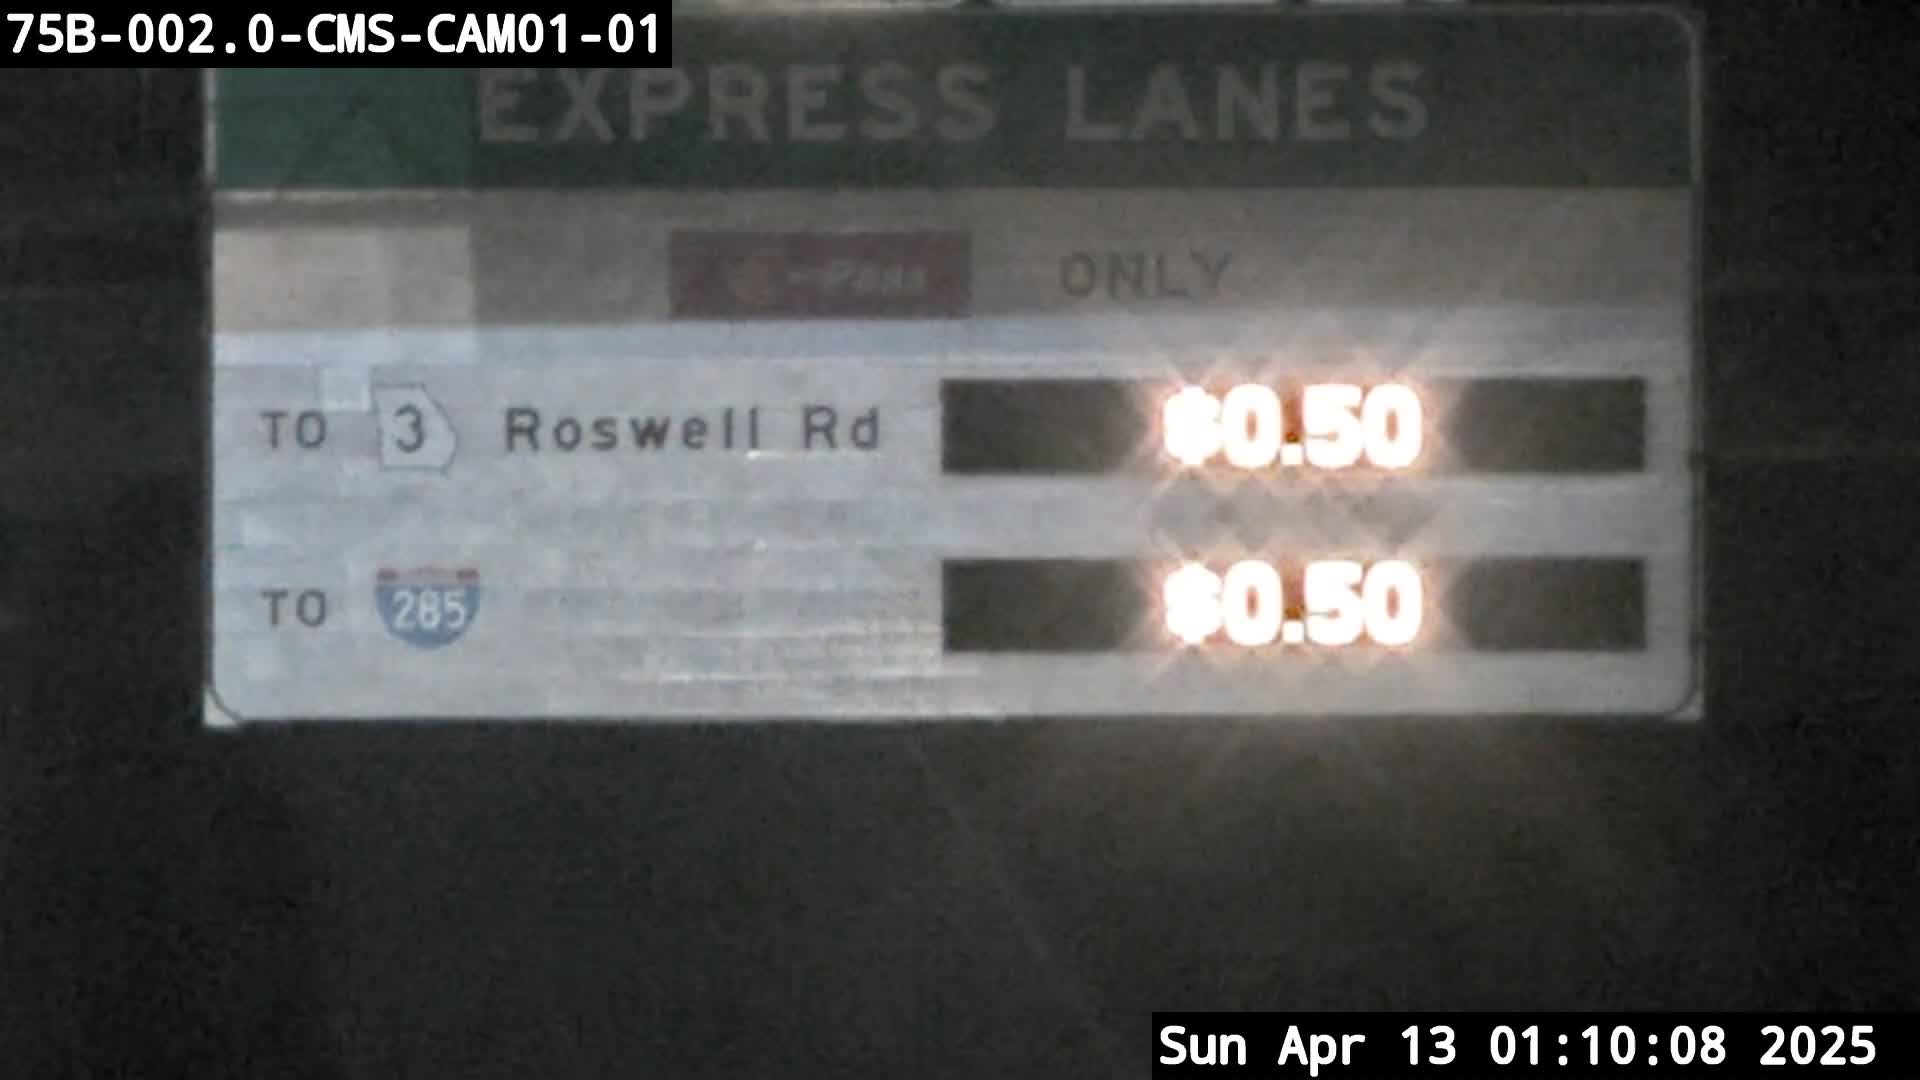 75B-002.0-CMS-CAM01-01
EXPRESS LANES
-Pass ONLY
TO 3 Roswell Rd $0.50
TO 285 $0.50
Sun Apr 13 01:10:08 2025